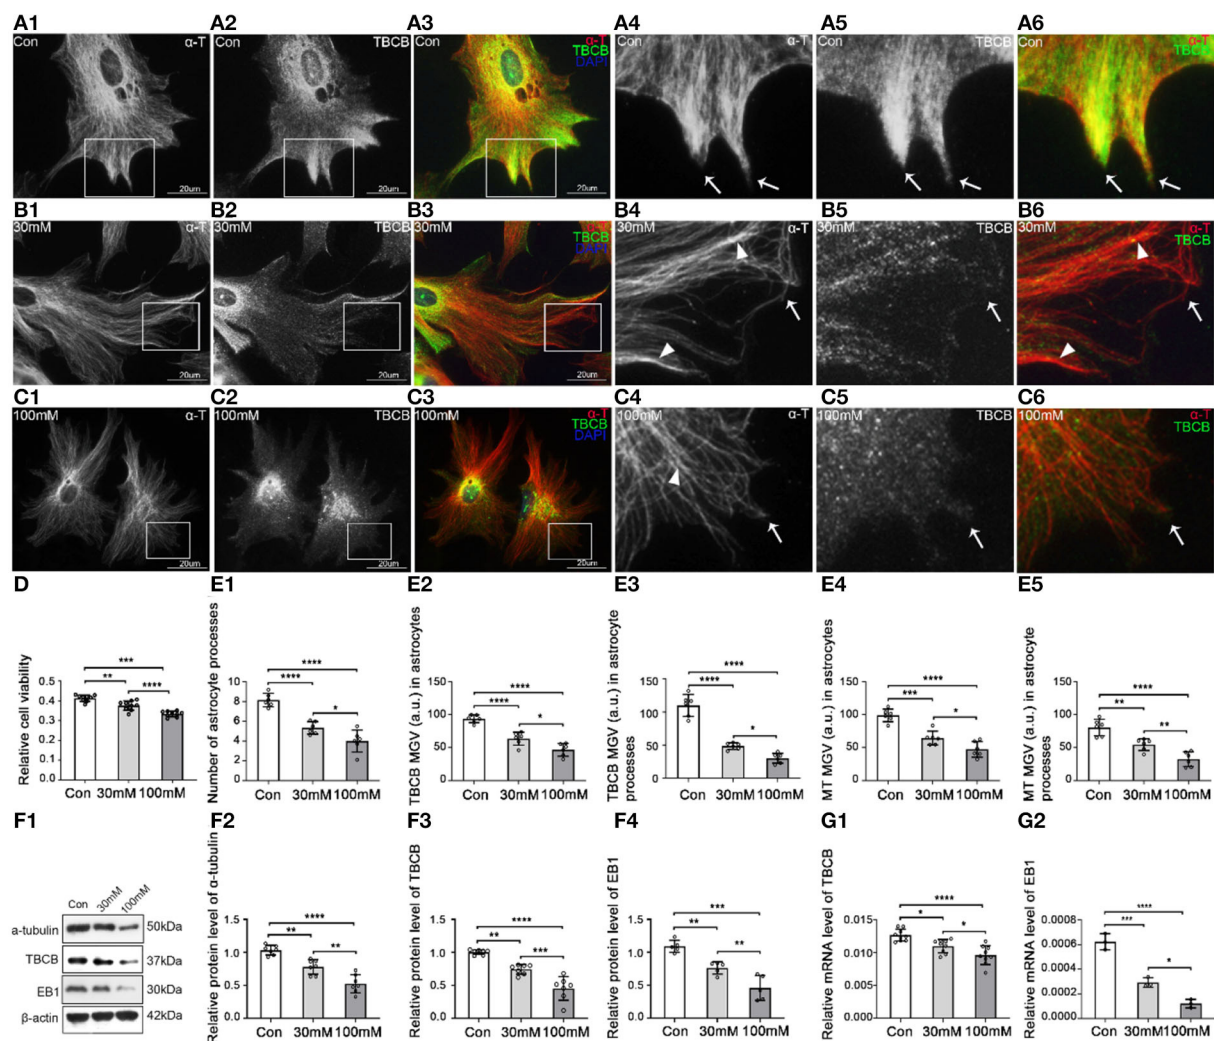 A1 A2 A3 A4 A5 A6
Con α-T Con TBCB Con α-T Con α-T Con TBCB Con α-T
TBCB TBCB
DAPI
20um 20um 20um
B1 B2 B3 B4 B5 B6
30mM α-T 30mM TBCB 30mM α-T 30mM α-T 30mM TBCB 30mM α-T
TBCB TBCB
DAPI
20um 20um 20um
C1 C2 C3 C4 C5 C6
100mM α-T 100mM TBCB 100mM α-T 100mM α-T 100mM TBCB 100mM α-T
TBCB TBCB
DAPI
20um 20um 20um
D
Relative cell viability
0.5
0.4
0.3
0.2
0.1
0.0
***
** ****
Con 30mM 100mM
E1
Number of astrocyte processes
10
8
6
4
2
0
****
****
*
Con 30mM 100mM
E2
TBCB MGV (a.u.) in astrocytes
150
100
50
0
****
****
*
Con 30mM 100mM
E3
TBCB MGV (a.u.) in astrocyte
processes
150
100
50
0
****
****
*
Con 30mM 100mM
E4
MT MGV (a.u.) in astrocytes
150
100
50
0
****
***
*
Con 30mM 100mM
E5
MT MGV (a.u.) in astrocyte
processes
150
100
50
0
****
**
**
Con 30mM 100mM
F1
Con 30mM 100mM
a-tubulin 50kDa
TBCB 37kDa
EB1 30kDa
β-actin 42kDa
F2
Relative protein level of α-tubulin
1.5
1.0
0.5
0.0
****
**
**
Con 30mM 100mM
F3
Relative protein level of TBCB
1.5
1.0
0.5
0.0
****
**
***
Con 30mM 100mM
F4
Relative protein level of EB1
1.5
1.0
0.5
0.0
***
**
**
Con 30mM 100mM
G1
Relative mRNA level of TBCB
0.015
0.010
0.005
0.000
****
*
*
Con 30mM 100mM
G2
Relative mRNA level of EB1
0.0008
0.0006
0.0004
0.0002
0.0000
****
***
*
Con 30mM 100mM